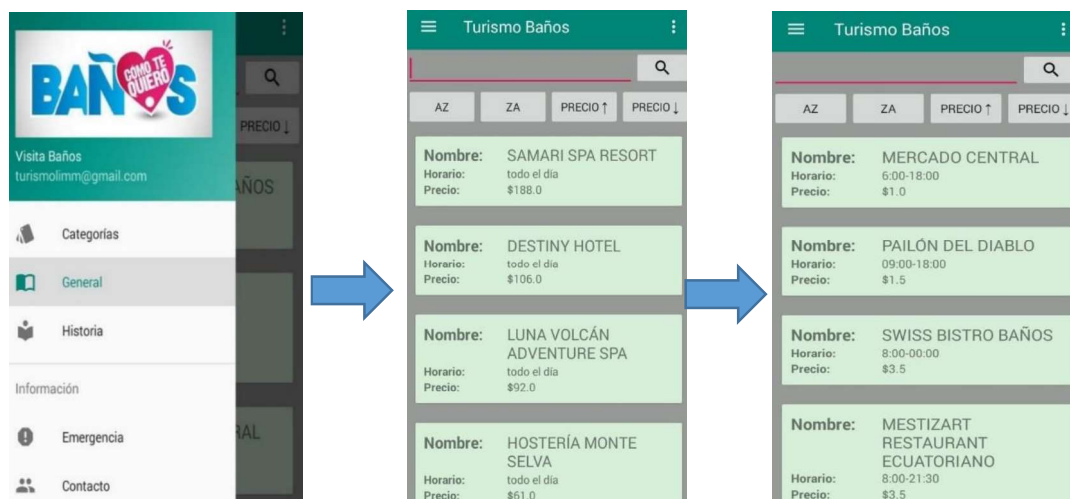 BAÑOS
COMO TE
QUIERO
Visita Baños
turismolimm@gmail.com
Categorías
General
Historia
Información
Emergencia
Contacto
PRECIO ↓
AÑOS
RAL
Turismo Baños
AZ ZA PRECIO ↑ PRECIO ↓
Nombre: SAMARI SPA RESORT
Horario: todo el día
Precio: $188.0
Nombre: DESTINY HOTEL
Horario: todo el día
Precio: $106.0
Nombre: LUNA VOLCÁN
ADVENTURE SPA
Horario: todo el día
Precio: $92.0
Nombre: HOSTERÍA MONTE
SELVA
Horario: todo el día
Precio: $61.0
Turismo Baños
AZ ZA PRECIO ↑ PRECIO ↓
Nombre: MERCADO CENTRAL
Horario: 6:00-18:00
Precio: $1.0
Nombre: PAILÓN DEL DIABLO
Horario: 09:00-18:00
Precio: $1.5
Nombre: SWISS BISTRO BAÑOS
Horario: 8:00-00:00
Precio: $3.5
Nombre: MESTIZART
RESTAURANT
ECUATORIANO
Horario: 8:00-21:30
Precio: $3.5